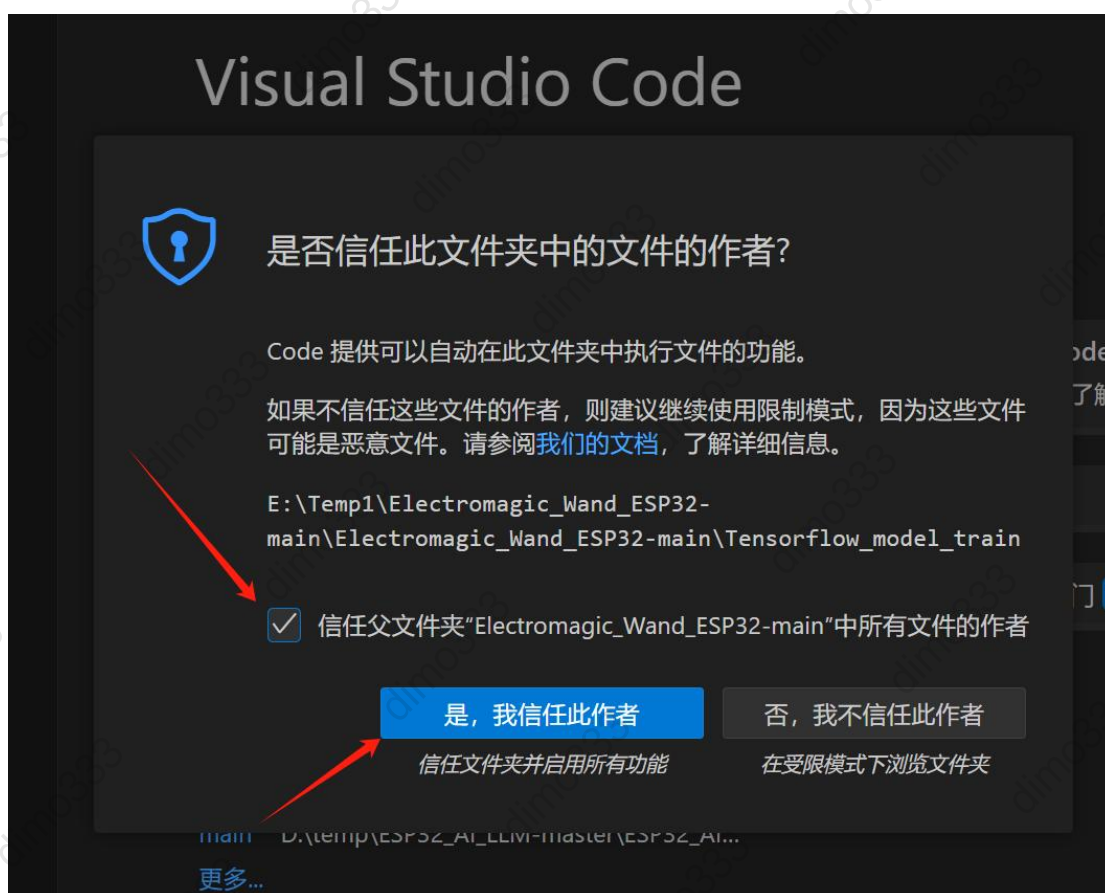 Visual Studio Code
是否信任此文件夹中的文件的作者?
Code 提供可以自动在此文件夹中执行文件的功能。
如果不信任这些文件的作者，则建议继续使用限制模式，因为这些文件
可能是恶意文件。请参阅我们的文档，了解详细信息。
E:\Temp1\Electromagic_Wand_ESP32-
main\Electromagic_Wand_ESP32-main\Tensorflow_model_train
信任父文件夹“Electromagic_Wand_ESP32-main”中所有文件的作者
是，我信任此作者
否，我不信任此作者
信任文件夹并启用所有功能
在受限模式下浏览文件夹
main D:\temp\ESP32_AI_LLM-master\ESP32_AI...
更多...
dimo333